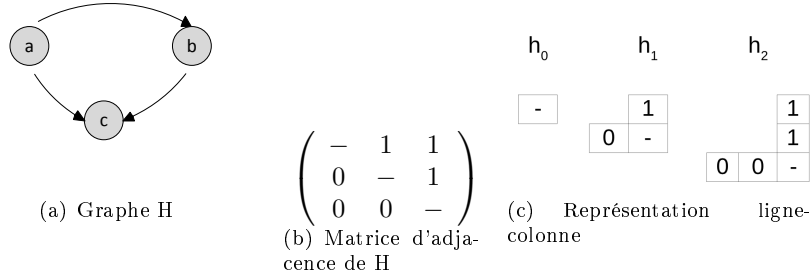 a
b
c
(a) Graphe H
− 1 1
0 − 1
0 0 −
(b) Matrice d'adja-
cence de H
h0 h1 h2
- 1 1
0 - 1
0 0 -
(c) Représentation ligne-
colonne